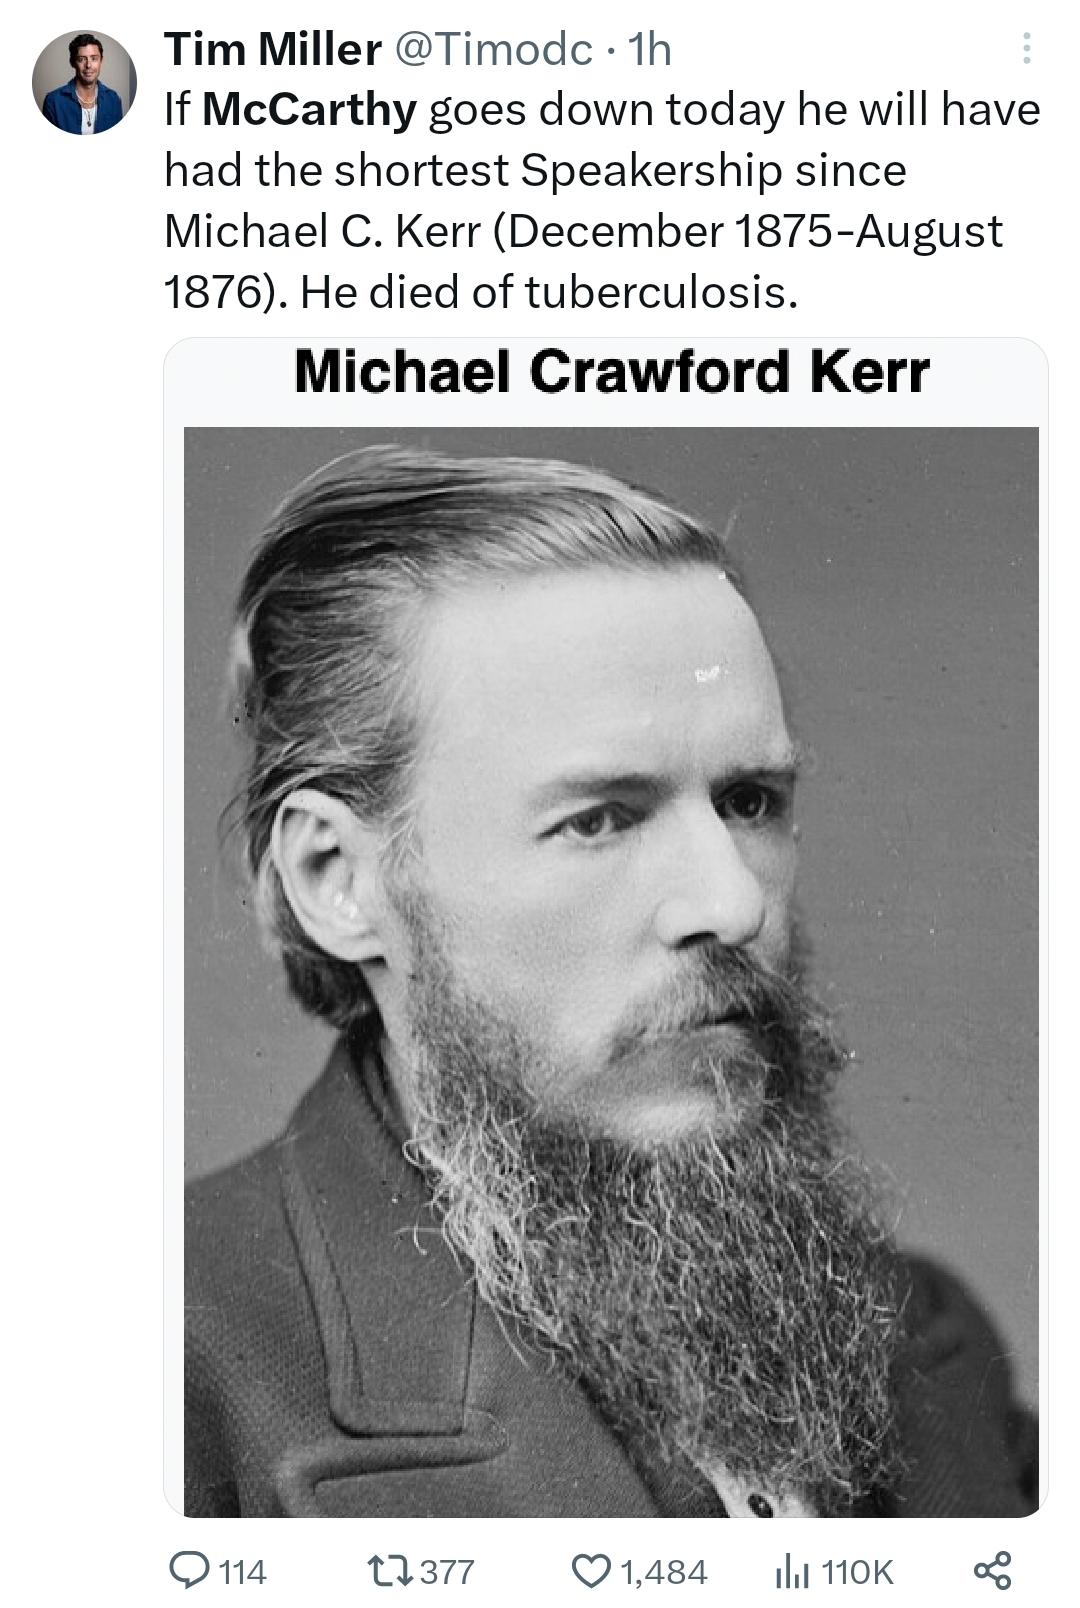 Tim Miller @Timodc · 1h
If McCarthy goes down today he will have
had the shortest Speakership since
Michael C. Kerr (December 1875-August
1876). He died of tuberculosis.
Michael Crawford Kerr
114 377 1,484 110K